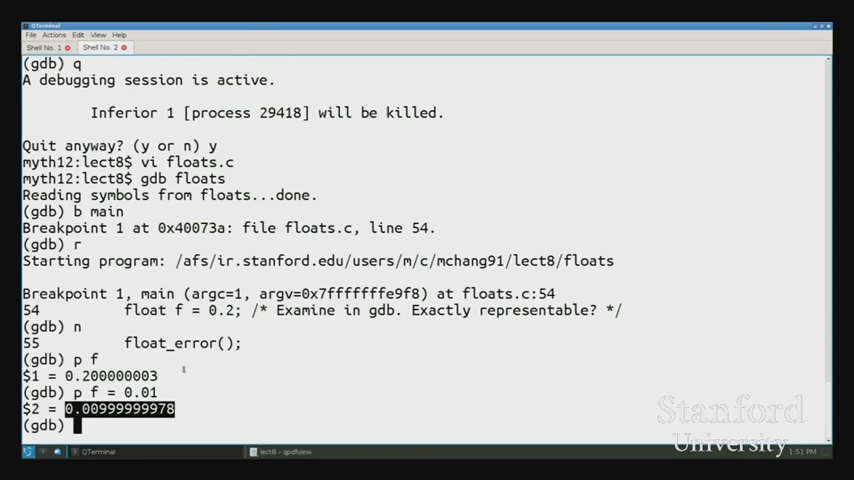 QTerminal
File Actions Edit View Help
Shell No. 1 Shell No. 2
(gdb) q
A debugging session is active.
Inferior 1 [process 29418] will be killed.
Quit anyway? (y or n) y
myth12:lect8$ vi floats.c
myth12:lect8$ gdb floats
Reading symbols from floats...done.
(gdb) b main
Breakpoint 1 at 0x40073a: file floats.c, line 54.
(gdb) r
Starting program: /afs/ir.stanford.edu/users/m/c/mchang91/lect8/floats
Breakpoint 1, main (argc=1, argv=0x7fffffffe9f8) at floats.c:54
54 float f = 0.2; /* Examine in gdb. Exactly representable? */
(gdb) n
55 float_error();
(gdb) p f
$1 = 0.200000003
(gdb) p f = 0.01
$2 = 0.00999999978
(gdb)
Stanford
University
QTerminal lect8 - qpdfview 1:51 PM